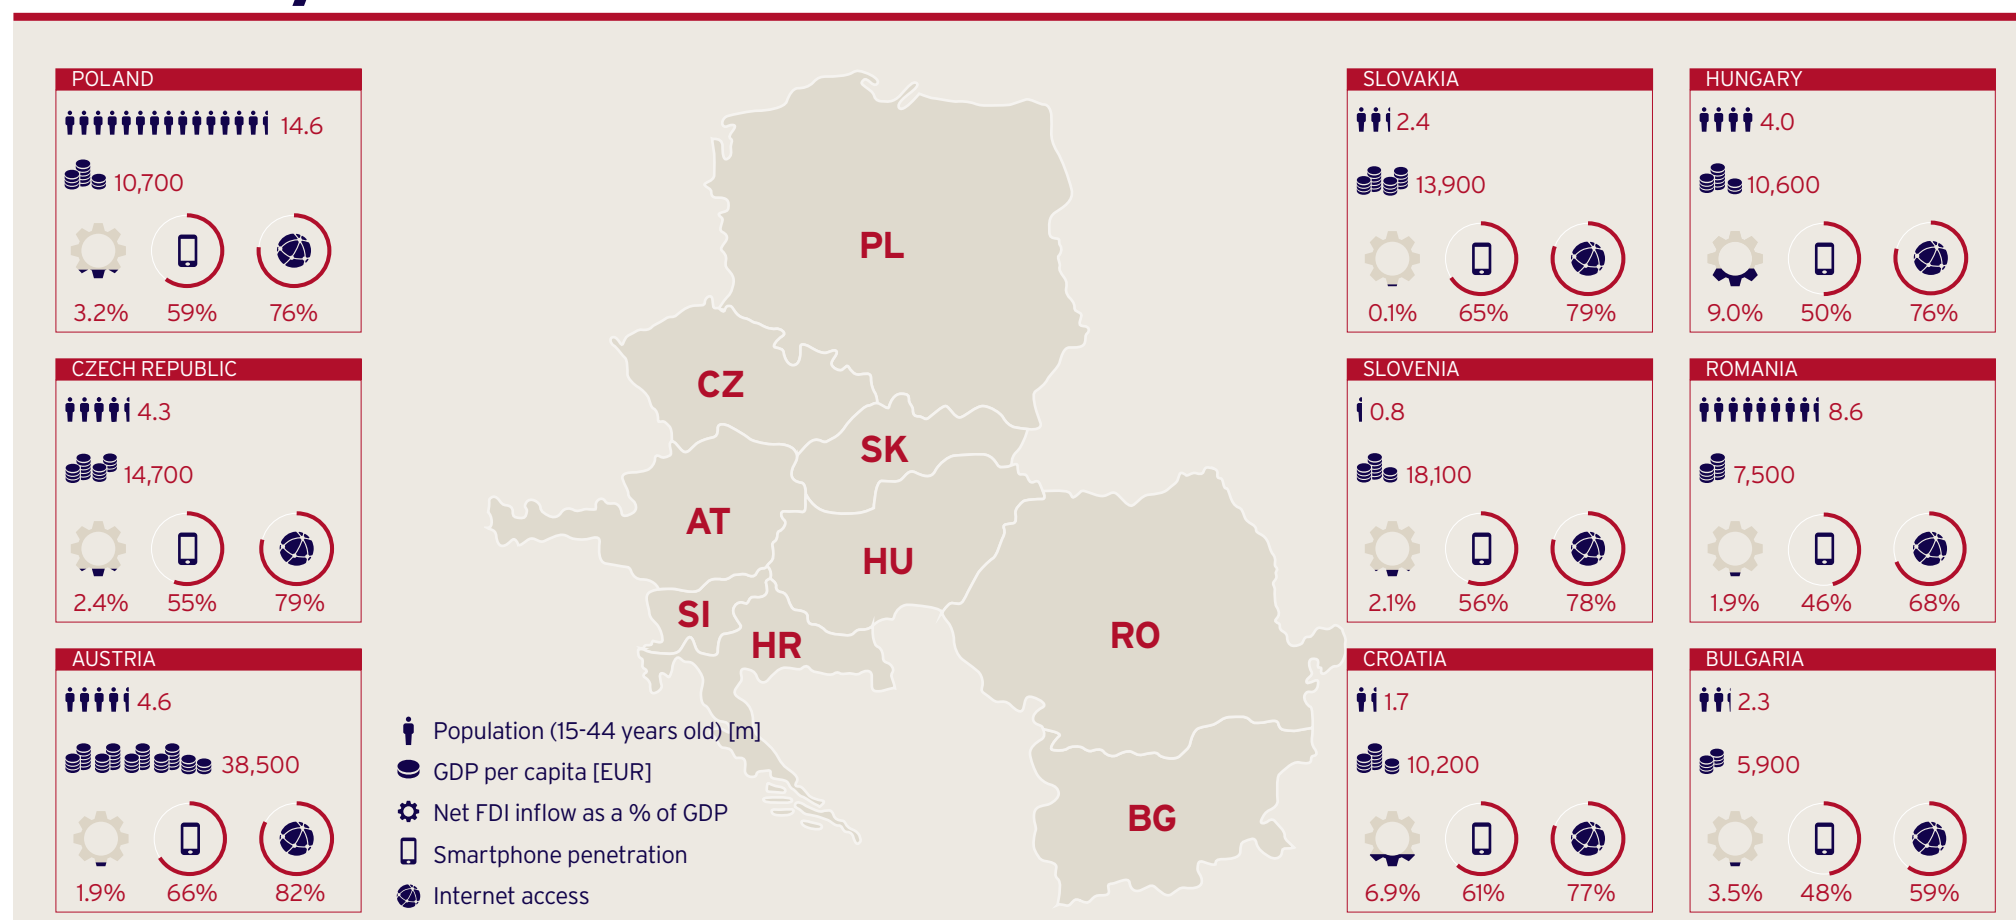 POLAND
14.6
10,700
3.2% 59% 76%
CZECH REPUBLIC
4.3
14,700
2.4% 55% 79%
AUSTRIA
4.6
38,500
1.9% 66% 82%
PL
CZ
SK
AT
HU
SI
HR
RO
BG
Population (15-44 years old) [m]
GDP per capita [EUR]
Net FDI inflow as a % of GDP
Smartphone penetration
Internet access
SLOVAKIA
2.4
13,900
0.1% 65% 79%
HUNGARY
4.0
10,600
9.0% 50% 76%
SLOVENIA
0.8
18,100
2.1% 56% 78%
ROMANIA
8.6
7,500
1.9% 46% 68%
CROATIA
1.7
10,200
6.9% 61% 77%
BULGARIA
2.3
5,900
3.5% 48% 59%